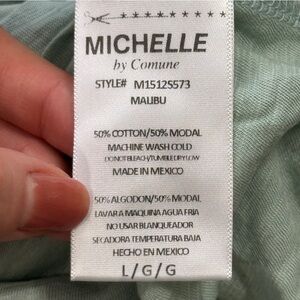 MICHELLE
by Comune
STYLE# M1512S573
MALIBU
50% COTTON/50% MODAL
MACHINE WASH COLD
DO NOT BLEACH/TUMBLE DRY LOW
MADE IN MEXICO
50% ALGODON/50% MODAL
LAVAR A MAQUINA AGUA FRIA
NO USAR BLANQUEADOR
SECADORA TEMPERATURA BAJA
HECHO EN MEXICO
L/G/G